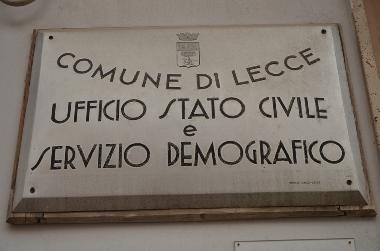 COMUNE DI LECCE
UFFICIO STATO CIVILE
e
SERVIZIO DEMOGRAFICO